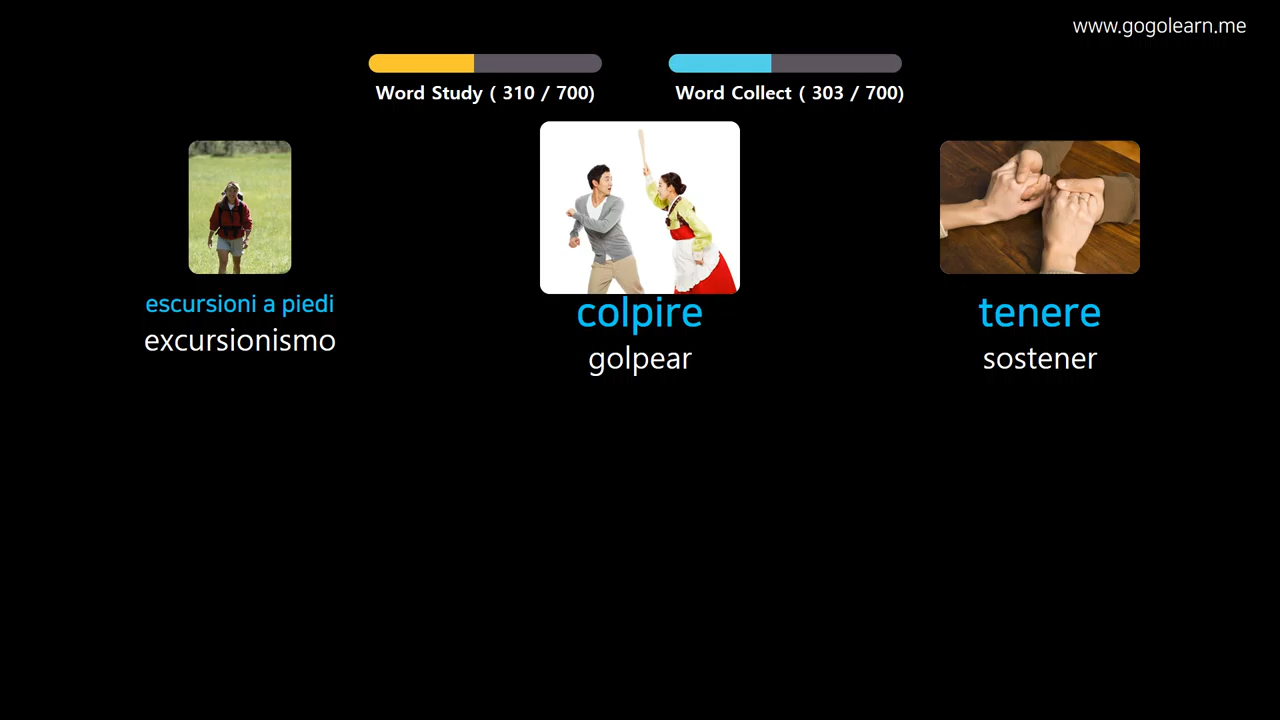 www.gogolearn.me
Word Study ( 310 / 700)
Word Collect ( 303 / 700)
escursioni a piedi
excursionismo
colpire
golpear
tenere
sostener